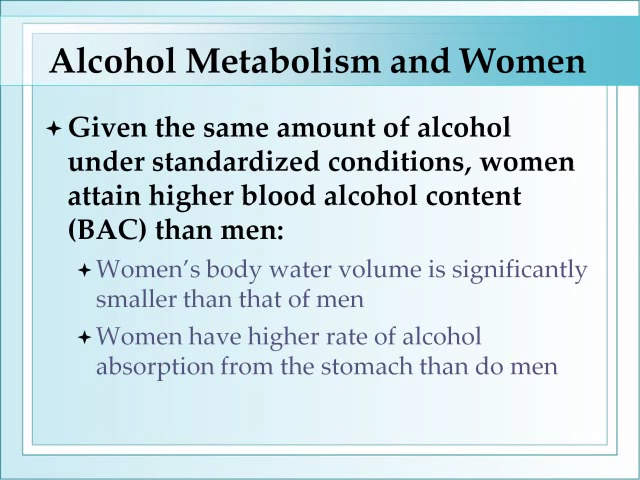 Alcohol Metabolism and Women
Given the same amount of alcohol
under standardized conditions, women
attain higher blood alcohol content
(BAC) than men:
Women’s body water volume is significantly
smaller than that of men
Women have higher rate of alcohol
absorption from the stomach than do men